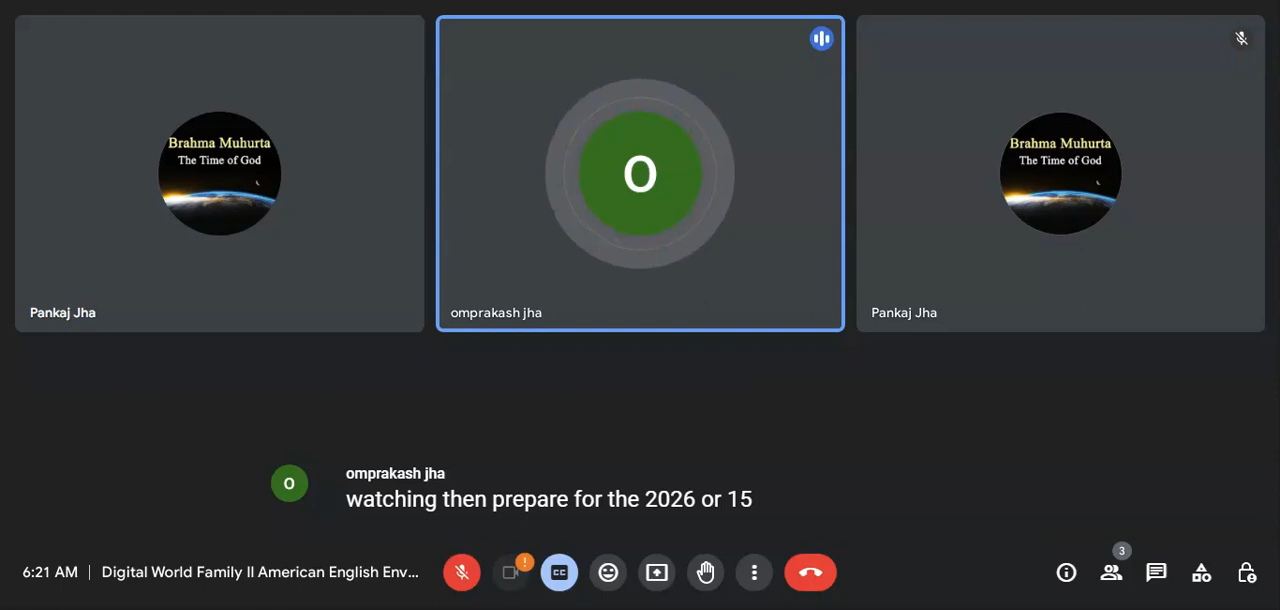 Brahma Muhurta
The Time of God
Pankaj Jha
O
omprakash jha
Brahma Muhurta
The Time of God
Pankaj Jha
O
omprakash jha
watching then prepare for the 2026 or 15
6:21 AM | Digital World Family II American English Env...
!
CC
3